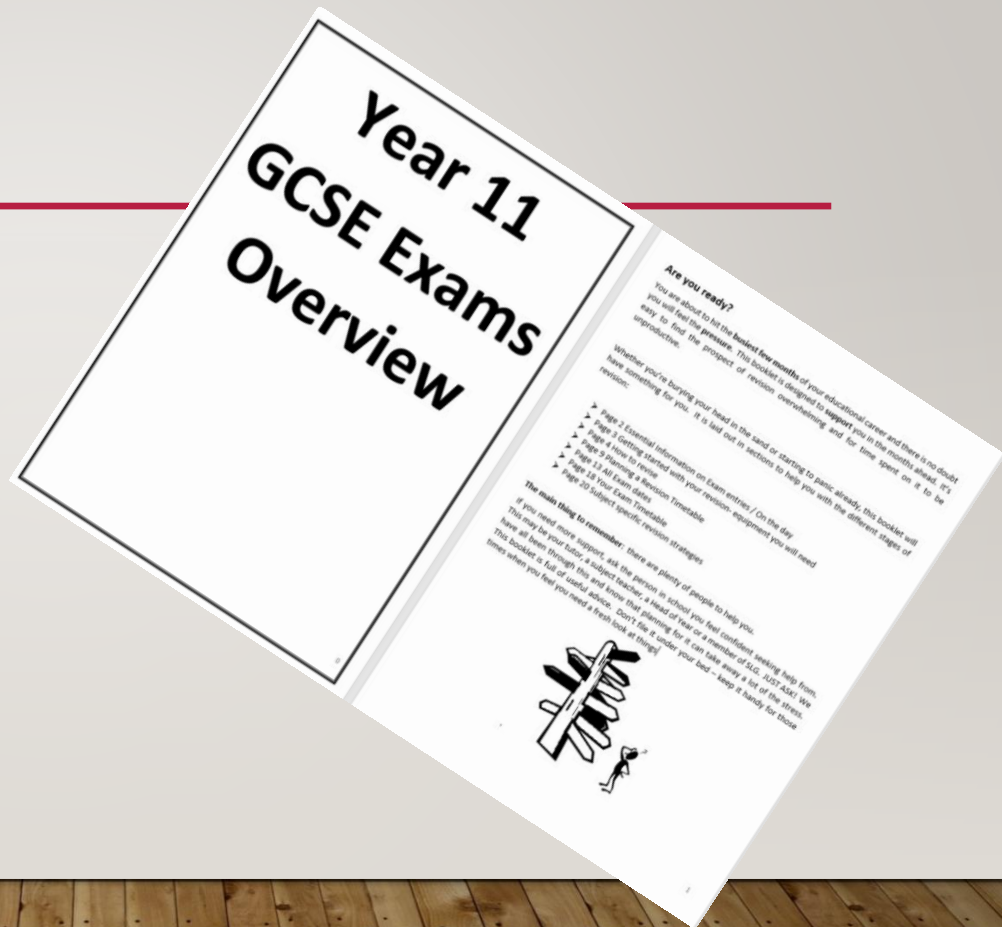 Year 11
GCSE Exams
Overview
0
Are you ready?
You are about to hit the busiest few months of your educational career and there is no doubt
you will feel the pressure. This booklet is designed to support you in the months ahead. It's
easy to find the prospect of revision overwhelming and for time spent on it to be
unproductive.
Whether you're burying your head in the sand or starting to panic already, this booklet will
have something for you. It is laid out in sections to help you with the different stages of
revision:
➤ Page 2 Essential Information on Exam entries / On the day
➤ Page 3 Getting started with your revision- equipment you will need
➤ Page 4 How to revise
➤ Page 9 Planning a Revision Timetable
➤ Page 13 All Exam dates
➤ Page 18 Your Exam Timetable
➤ Page 20 Subject specific revision strategies
The main thing to remember: there are plenty of people to help you.
If you need more support, ask the person in school you feel confident seeking help from.
This may be your tutor, a subject teacher, a Head of Year or a member of SLG. JUST ASK! We
have all been through this and know that planning for it can take away a lot of the stress.
This booklet is full of useful advice. Don't file it under your bed – keep it handy for those
times when you feel you need a fresh look at things
1